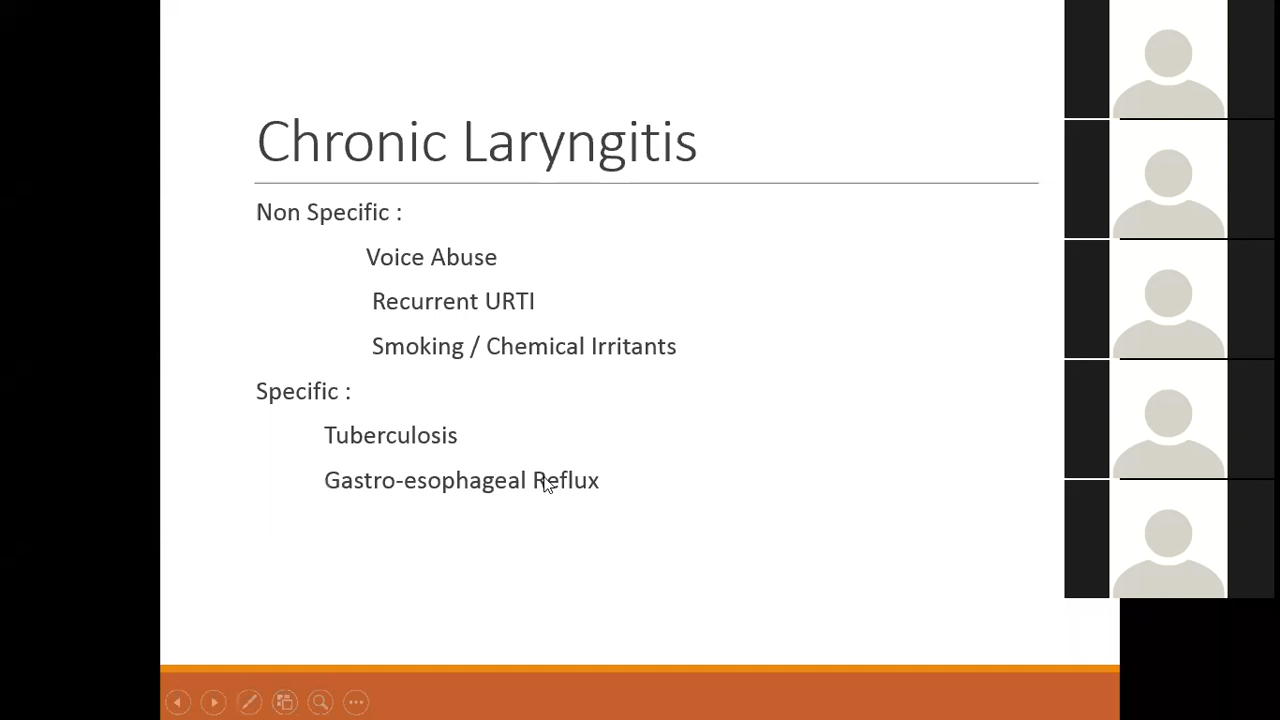 Chronic Laryngitis
Non Specific :
Voice Abuse
Recurrent URTI
Smoking / Chemical Irritants
Specific :
Tuberculosis
Gastro-esophageal Reflux